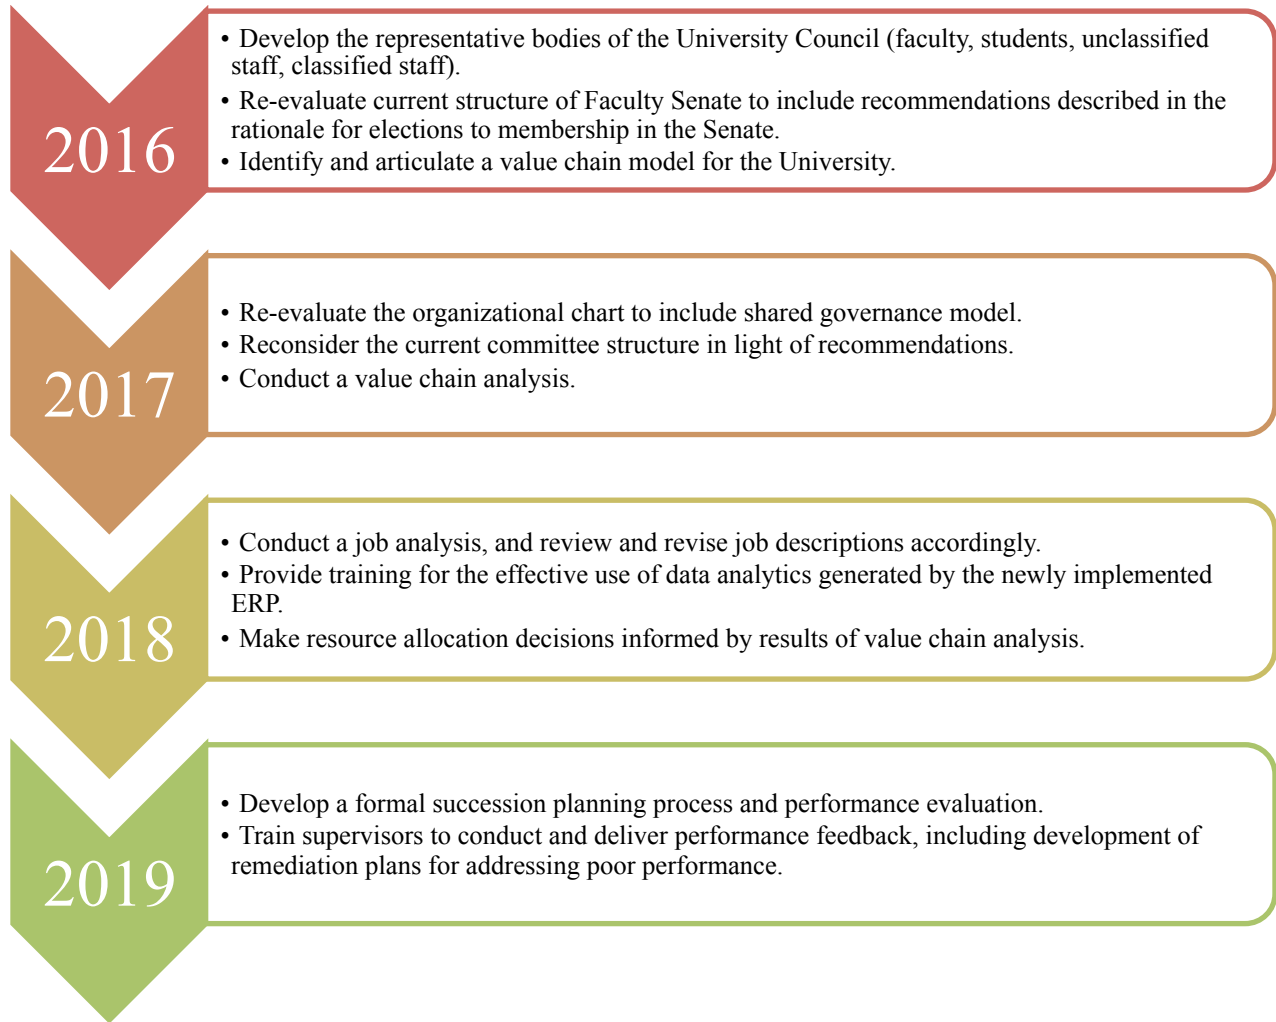 2016
• Develop the representative bodies of the University Council (faculty, students, unclassified
staff, classified staff).
• Re-evaluate current structure of Faculty Senate to include recommendations described in the
rationale for elections to membership in the Senate.
• Identify and articulate a value chain model for the University.
2017
• Re-evaluate the organizational chart to include shared governance model.
• Reconsider the current committee structure in light of recommendations.
• Conduct a value chain analysis.
2018
• Conduct a job analysis, and review and revise job descriptions accordingly.
• Provide training for the effective use of data analytics generated by the newly implemented
ERP.
• Make resource allocation decisions informed by results of value chain analysis.
2019
• Develop a formal succession planning process and performance evaluation.
• Train supervisors to conduct and deliver performance feedback, including development of
remediation plans for addressing poor performance.